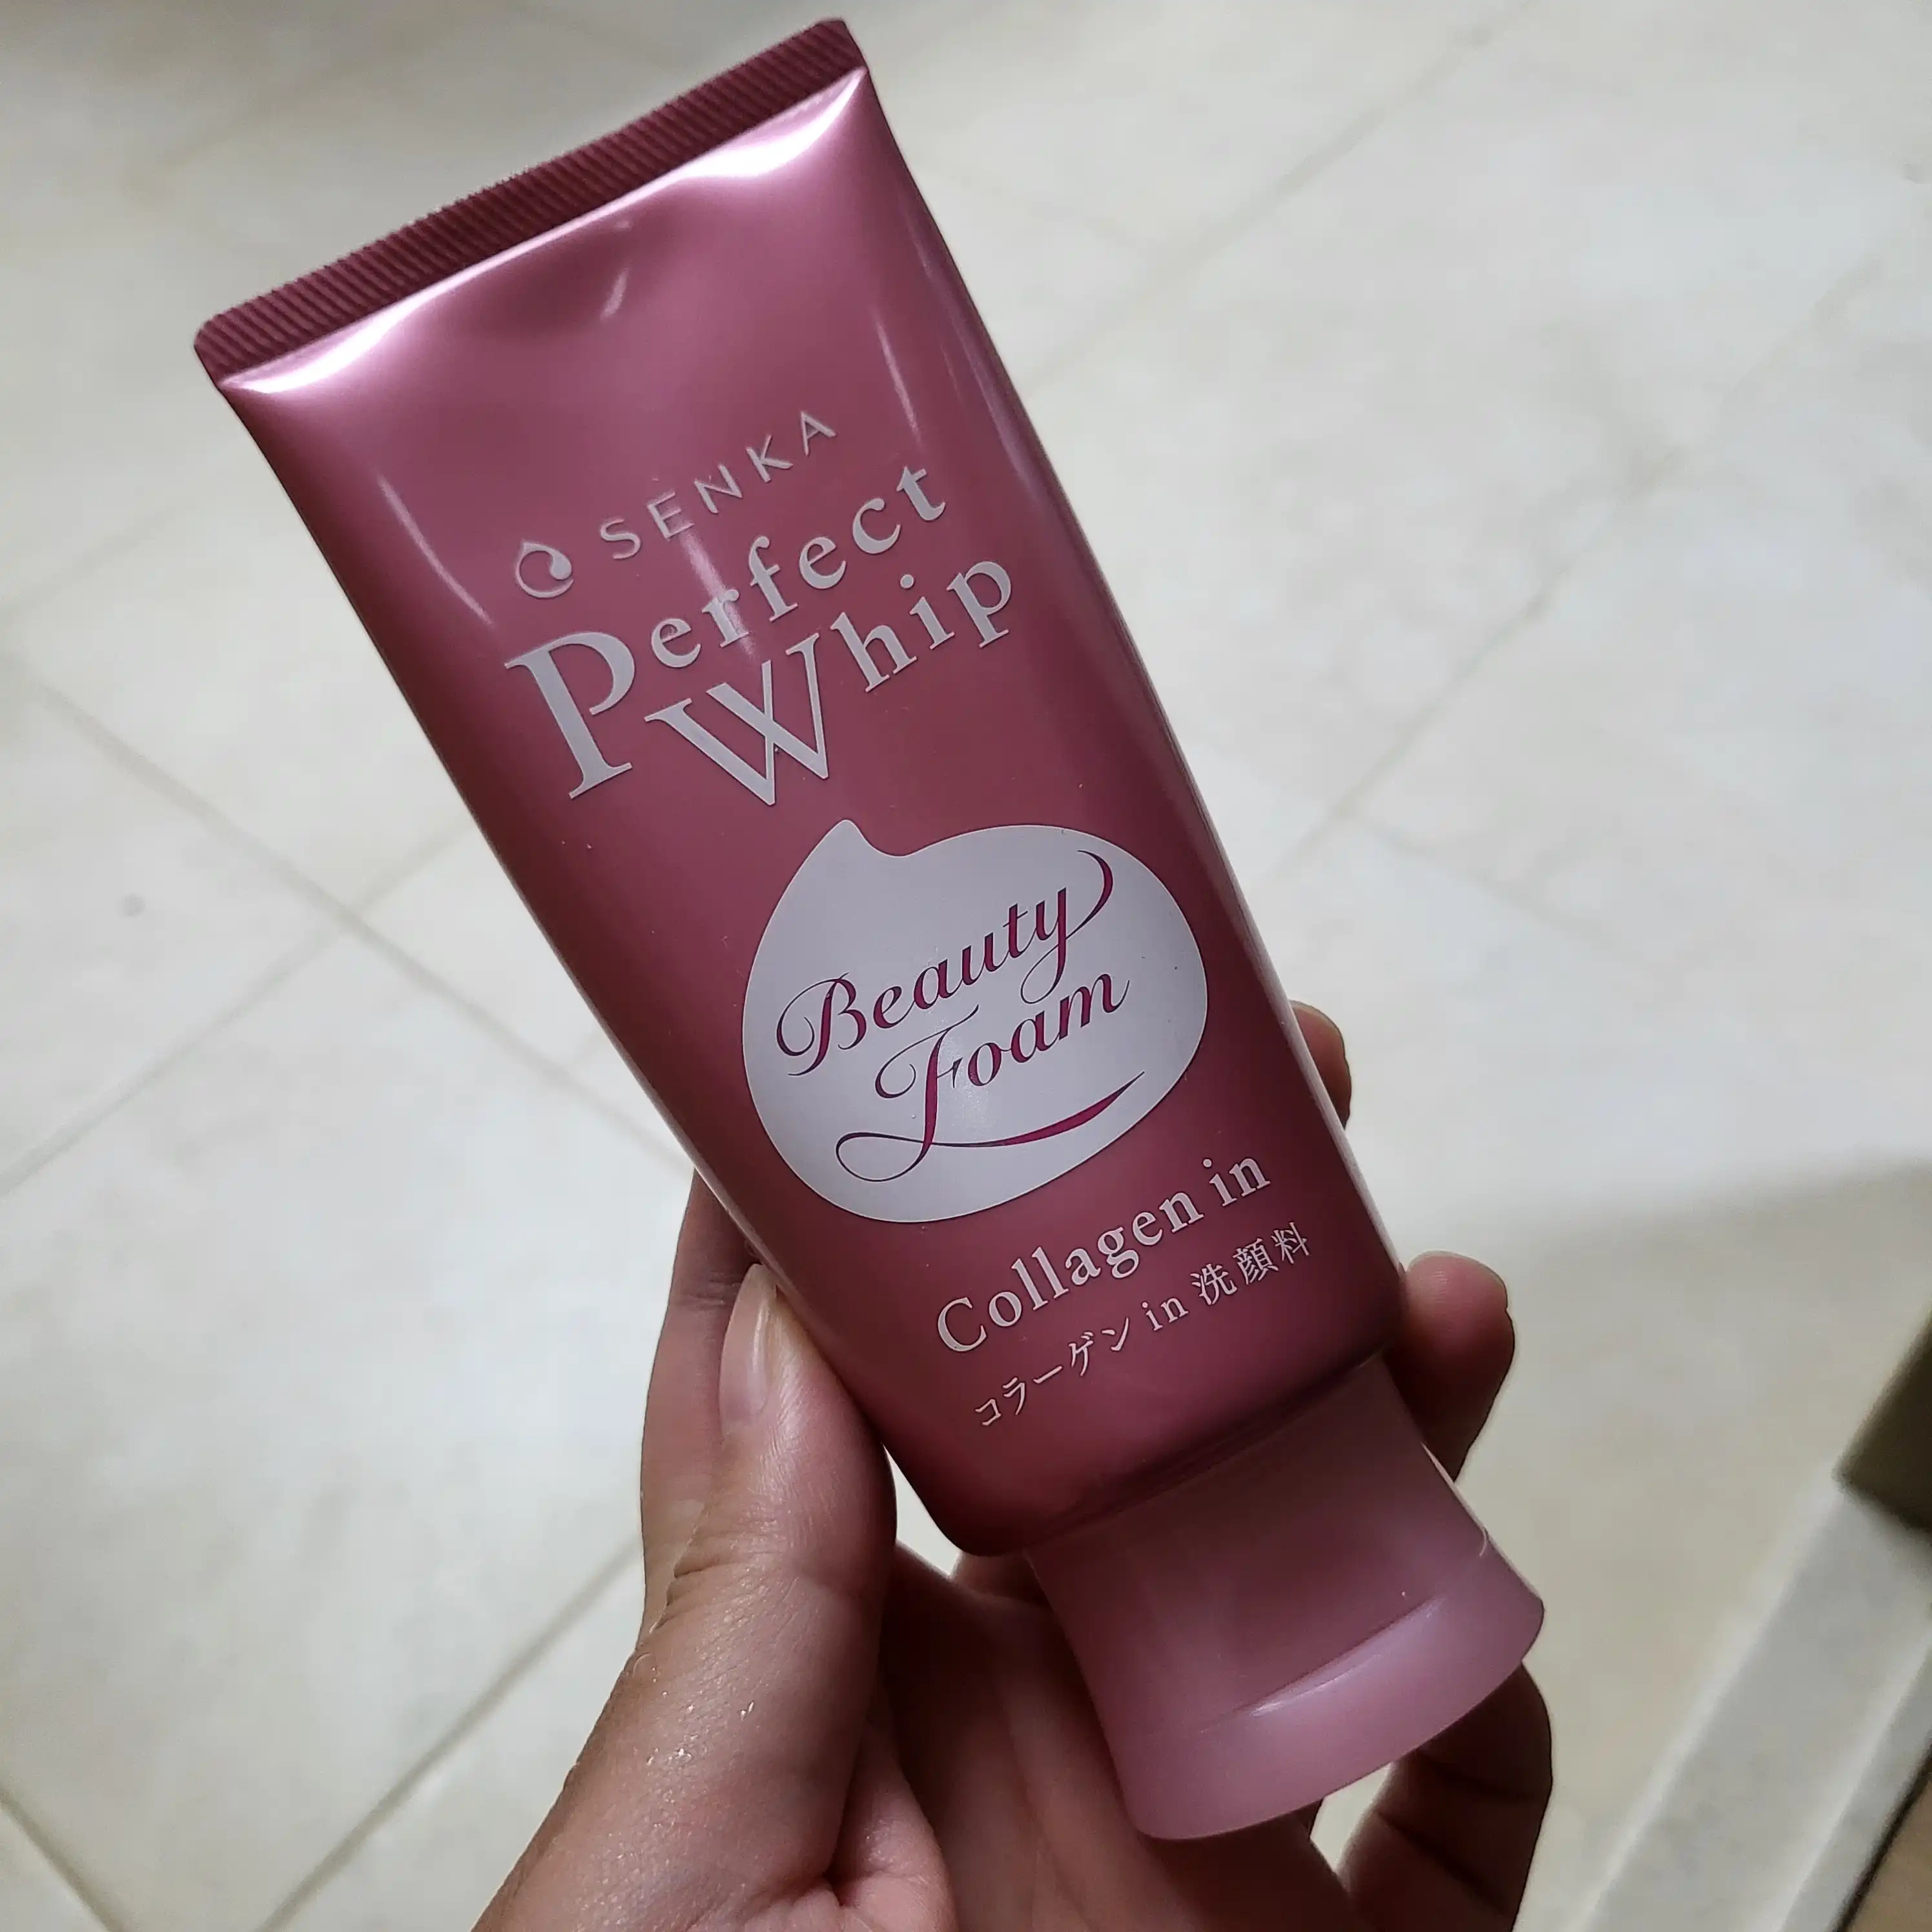 SENKA
Perfect
Whip
Beauty
Foam
Collagen in
コラーゲン in 洗顔料